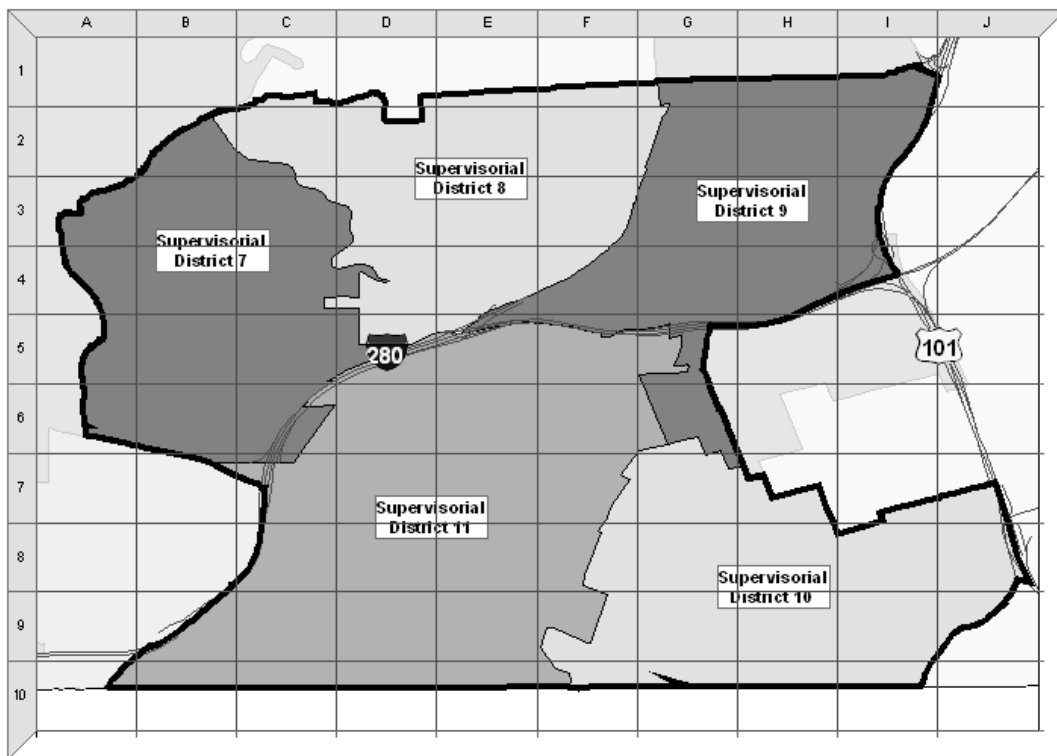 A B C D E F G H I J
1
2
Supervisorial
District 8
3
Supervisorial
District 9
Supervisorial
District 7
4
5
280
101
6
7
Supervisorial
District 11
8
Supervisorial
District 10
9
10